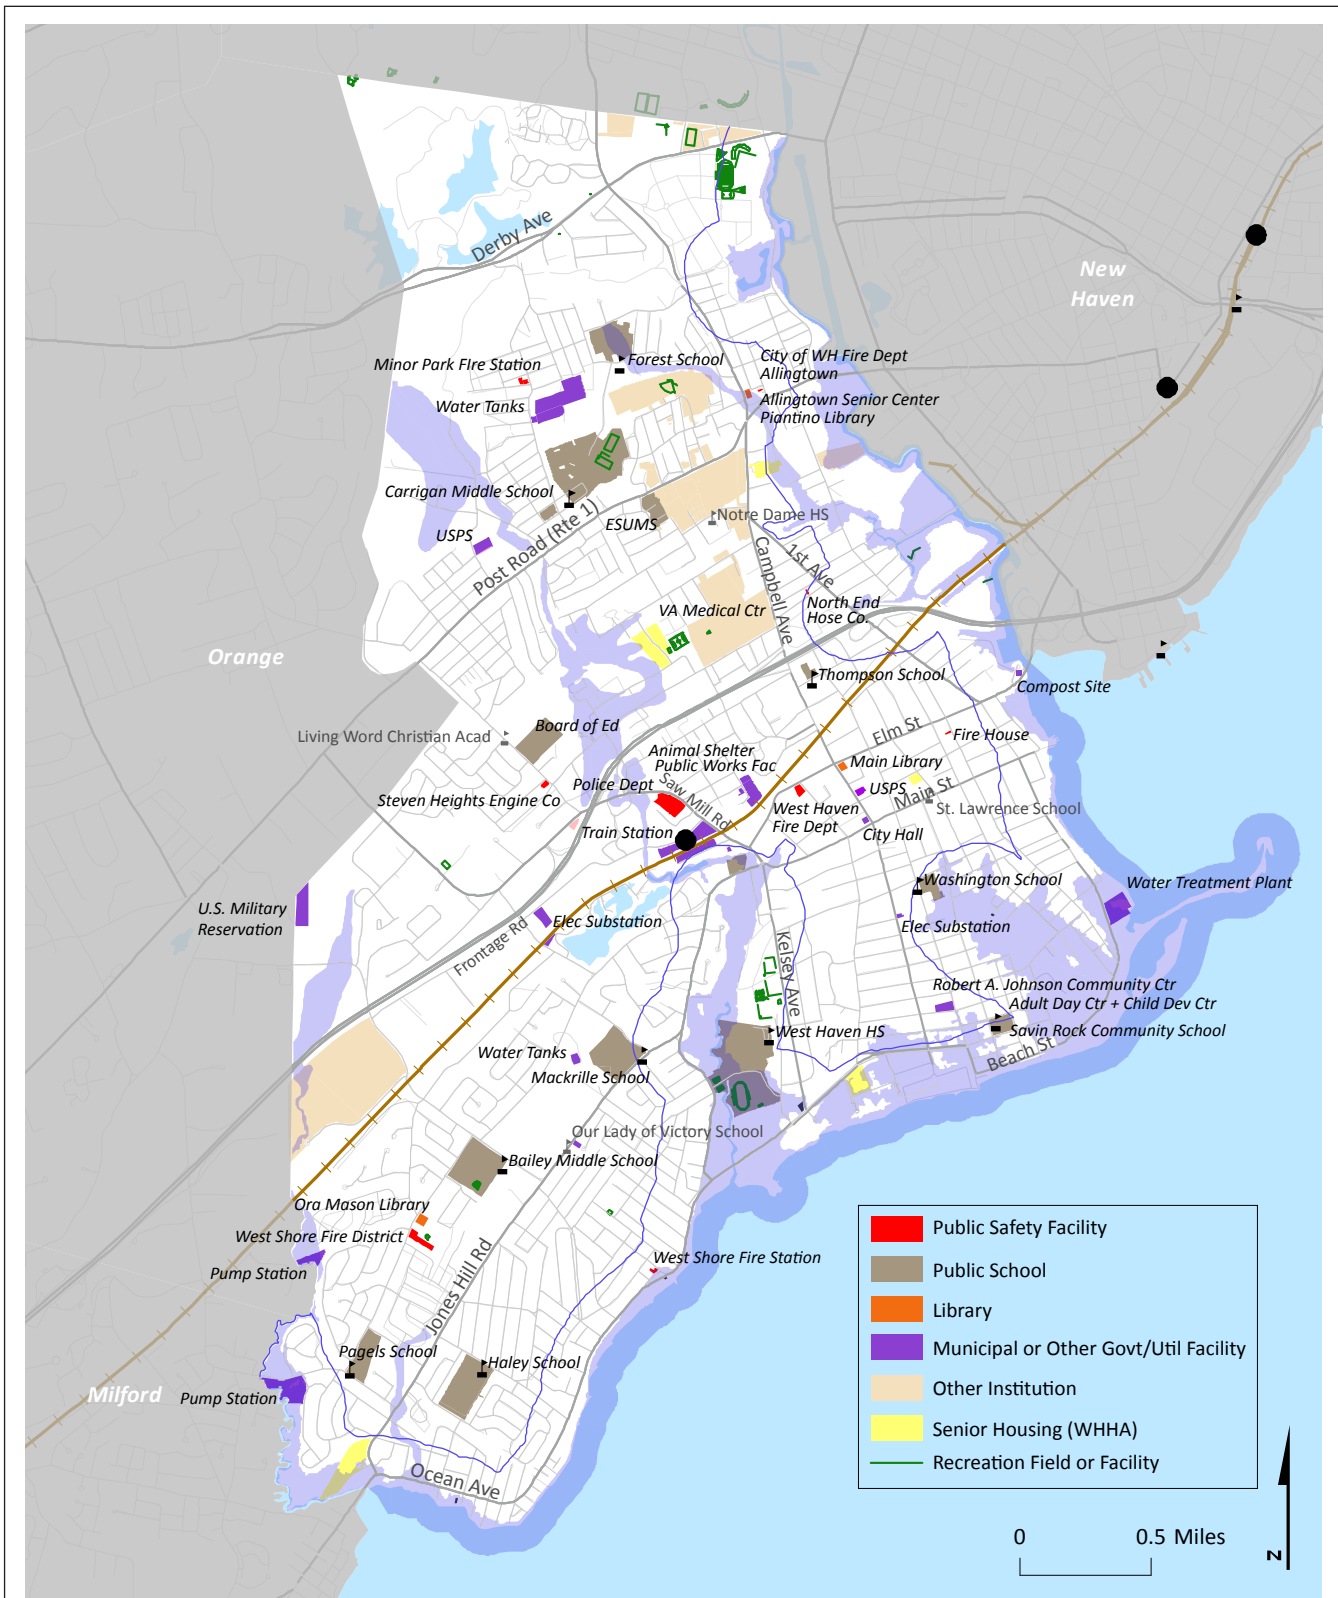 Derby Ave
New
Haven
Minor Park FIre Station
Forest School
City of WH Fire Dept
Allingtown
Water Tanks
Allingtown Senior Center
Piantino Library
Carrigan Middle School
Post Road (Rte 1)
ESUMS
Notre Dame HS
USPS
Campbell Ave
1st Ave
VA Medical Ctr
North End
Hose Co.
Orange
Thompson School
Compost Site
Living Word Christian Acad
Board of Ed
Elm St
Fire House
Animal Shelter
Public Works Fac
Main Library
Police Dept
Saw Mill Rd
USPS
Main St
Steven Heights Engine Co
West Haven
Fire Dept
St. Lawrence School
Train Station
City Hall
Washington School
Water Treatment Plant
U.S. Military
Reservation
Elec Substation
Elec Substation
Frontage Rd
Kelsey Ave
Robert A. Johnson Community Ctr
Adult Day Ctr + Child Dev Ctr
West Haven HS
Savin Rock Community School
Water Tanks
Beach St
Mackrille School
Our Lady of Victory School
Bailey Middle School
Ora Mason Library
West Shore Fire District
Pump Station
West Shore Fire Station
Jones Hill Rd
Pagels School
Haley School
Milford
Pump Station
Ocean Ave
Public Safety Facility
Public School
Library
Municipal or Other Govt/Util Facility
Other Institution
Senior Housing (WHHA)
Recreation Field or Facility
0 0.5 Miles
N